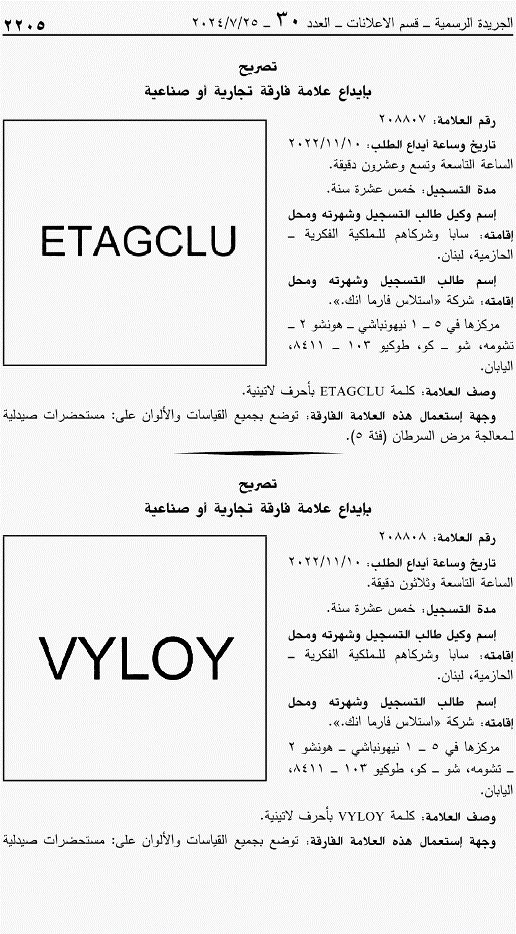 الجريدة الرسمية ـ قسم الاعلانات ـ العدد ٣٠ ـ ٢٠٢٤/٧/٢٥
٢٢٠٥
تصريح
بإيداع علامة فارقة تجارية أو صناعية
رقم العلامة: ٢٠٨٨٠٧
تاريخ وساعة أيداع الطلب: ٢٠٢٢/١١/١٠
الساعة التاسعة وتسع وعشرون دقيقة.
مدة التسجيل: خمس عشرة سنة.
إسم وكيل طالب التسجيل وشهرته ومحل
إقامته: سابا وشركاهم للملكية الفكرية ـ
الحازمية، لبنان.
إسم طالب التسجيل وشهرته ومحل
إقامته: شركة «استلاس فارما انك.».
مركزها في ٥ ـ ١ نيهونباشي ـ هونشو ٢ ـ
تشومه، شو ـ كو، طوكيو ١٠٣ ـ ٨٤١١،
اليابان.
ETAGCLU
وصف العلامة: كلمة ETAGCLU بأحرف لاتينية.
وجهة إستعمال هذه العلامة الفارقة: توضع بجميع القياسات والألوان على: مستحضرات صيدلية
لمعالجة مرض السرطان (فئة ٥).
تصريح
بإيداع علامة فارقة تجارية أو صناعية
رقم العلامة: ٢٠٨٨٠٨
تاريخ وساعة أيداع الطلب: ٢٠٢٢/١١/١٠
الساعة التاسعة وثلاثون دقيقة.
مدة التسجيل: خمس عشرة سنة.
إسم وكيل طالب التسجيل وشهرته ومحل
إقامته: سابا وشركاهم للملكية الفكرية ـ
الحازمية، لبنان.
إسم طالب التسجيل وشهرته ومحل
إقامته: شركة «استلاس فارما انك.».
مركزها في ٥ ـ ١ نيهونباشي ـ هونشو ٢
ـ تشومه، شو ـ كو، طوكيو ١٠٣ ـ ٨٤١١،
اليابان.
VYLOY
وصف العلامة: كلمة VYLOY بأحرف لاتينية.
وجهة إستعمال هذه العلامة الفارقة: توضع بجميع القياسات والألوان على: مستحضرات صيدلية